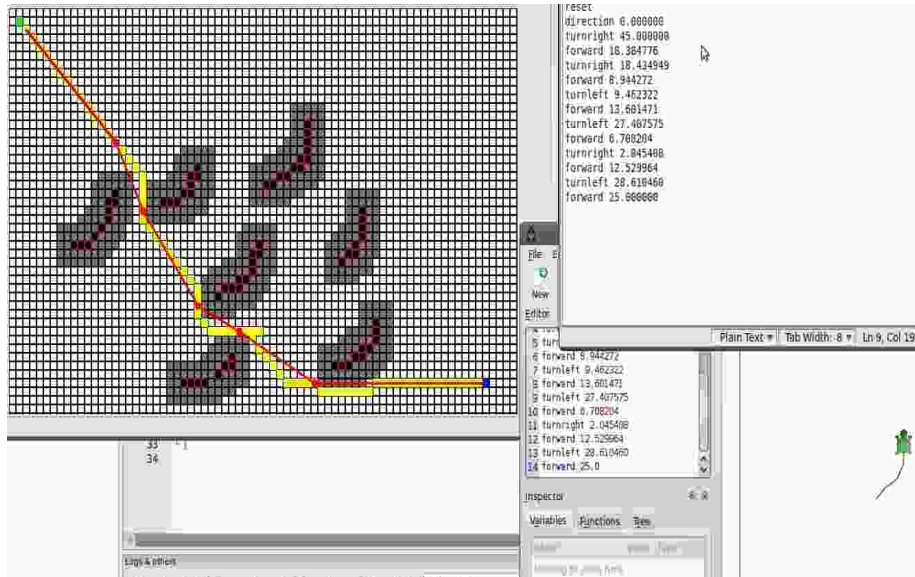 reset
direction 0.000000
turnright 45.000000
forward 18.384776
turnright 18.434949
forward 8.944272
turnleft 9.462322
forward 13.601471
turnleft 27.407575
forward 6.708204
turnright 2.045408
forward 12.529964
turnleft 28.610460
forward 25.000000
File
New
Editor
Plain Text Tab Width: 8 Ln 9, Col 19
5 turn
6 forward 8.944272
7 turnleft 9.462322
8 forward 13.601471
9 turnleft 27.407575
10 forward 6.708204
11 turnright 2.045408
12 forward 12.529964
13 turnleft 28.610460
14 forward 25.0
33
34
Inspector
Variables Functions Tree
Logs & others